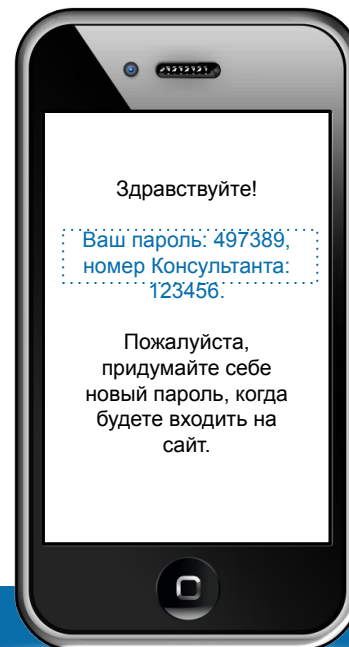 Здравствуйте!
Ваш пароль: 497389,
номер Консультанта:
123456.
Пожалуйста,
придумайте себе
новый пароль, когда
будете входить на
сайт.